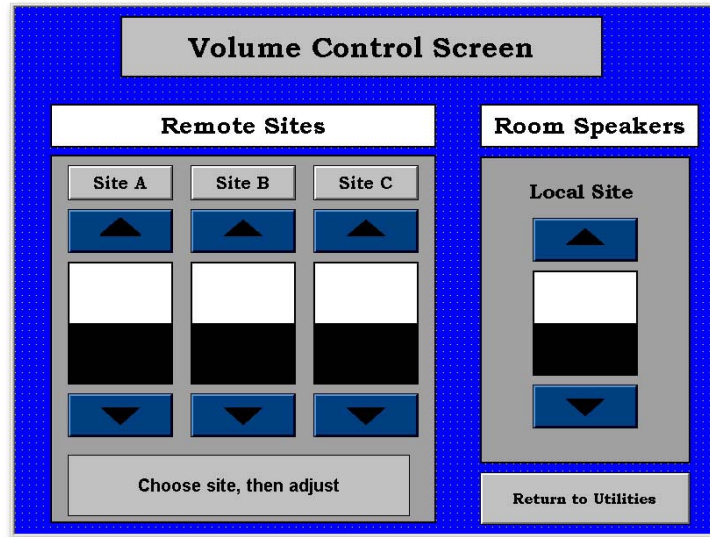 Volume Control Screen
Remote Sites
Room Speakers
Site A
Site B
Site C
Local Site
Choose site, then adjust
Return to Utilities